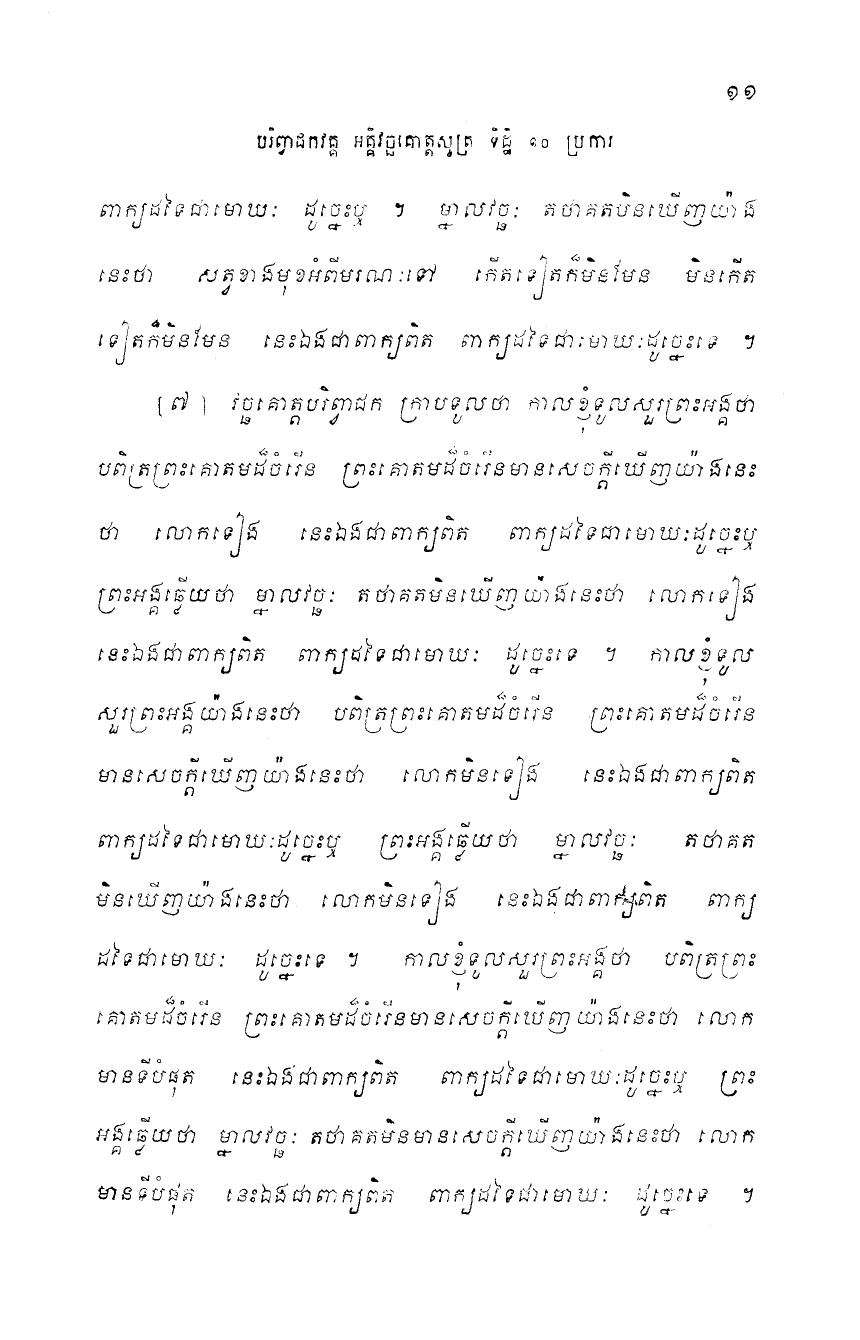 ១១
បរិព្វាជកវគ្គ អគ្គិវច្ឆគោត្តសូត្រ ទិដ្ឋិ ១០ ប្រការ
ពាក្យដទៃជាមោឃៈ ដូច្នេះឬ ។ ម្នាលវច្ឆៈ តថាគតមិនឃើញយ៉ាង
នេះថា សត្វខាងមុខអំពីមរណៈទៅ កើតទៀតក៏មិនមែន មិនកើត
ទៀតក៏មិនមែន នេះឯងជាពាក្យពិត ពាក្យដទៃជាមោឃៈដូច្នេះទេ ។
[៧] វច្ឆគោត្តបរិព្វាជក ក្រាបទូលថា កាលខ្ញុំទូលសួរព្រះអង្គថា
បពិត្រព្រះគោតមដ៏ចំរើន ព្រះគោតមដ៏ចំរើនមានសេចក្តីឃើញយ៉ាងនេះ
ថា លោកទៀង នេះឯងជាពាក្យពិត ពាក្យដទៃជាមោឃៈដូច្នេះឬ
ព្រះអង្គឆ្លើយថា ម្នាលវច្ឆៈ តថាគតមិនឃើញយ៉ាងនេះថា លោកទៀង
នេះឯងជាពាក្យពិត ពាក្យដទៃជាមោឃៈ ដូច្នេះទេ ។ កាលខ្ញុំទូល
សួរព្រះអង្គយ៉ាងនេះថា បពិត្រព្រះគោតមដ៏ចំរើន ព្រះគោតមដ៏ចំរើន
មានសេចក្តីឃើញយ៉ាងនេះថា លោកមិនទៀង នេះឯងជាពាក្យពិត
ពាក្យដទៃជាមោឃៈដូច្នេះឬ ព្រះអង្គឆ្លើយថា ម្នាលវច្ឆៈ តថាគត
មិនឃើញយ៉ាងនេះថា លោកមិនទៀង នេះឯងជាពាក្យពិត ពាក្យ
ដទៃជាមោឃៈ ដូច្នេះទេ ។ កាលខ្ញុំទូលសួរព្រះអង្គថា បពិត្រព្រះ
គោតមដ៏ចំរើន ព្រះគោតមដ៏ចំរើនមានសេចក្តីឃើញយ៉ាងនេះថា លោក
មានទីបំផុត នេះឯងជាពាក្យពិត ពាក្យដទៃជាមោឃៈដូច្នេះឬ ព្រះ
អង្គឆ្លើយថា ម្នាលវច្ឆៈ តថាគតមិនមានសេចក្តីឃើញយ៉ាងនេះថា លោក
មានទីបំផុត នេះឯងជាពាក្យពិត ពាក្យដទៃជាមោឃៈ ដូច្នេះទេ ។